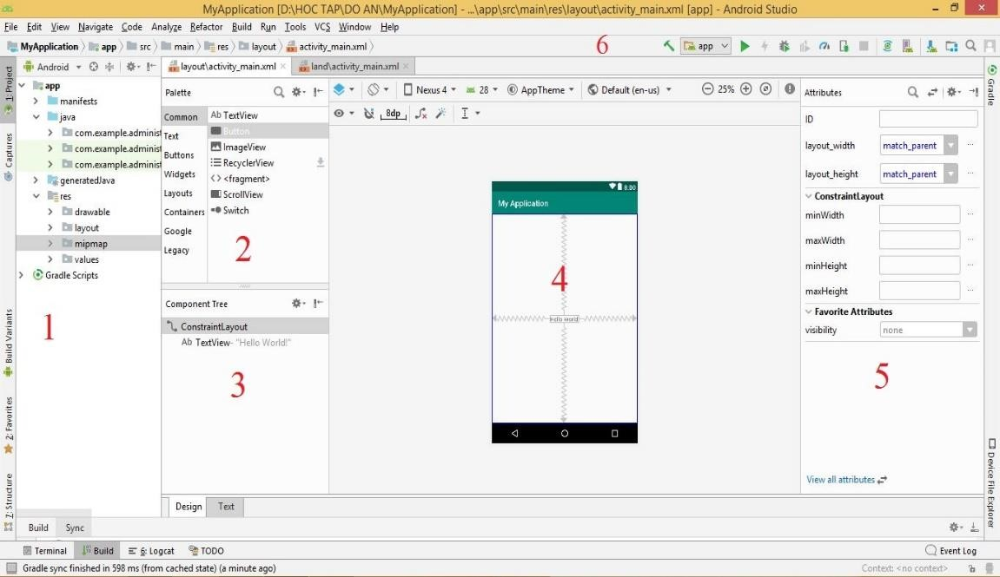 MyApplication [D:\HOC TAP\DO AN\MyApplication] - ...\app\src\main\res\layout\activity_main.xml [app] - Android Studio
File Edit View Navigate Code Analyze Refactor Build Run Tools VCS Window Help
MyApplication app src main res layout activity_main.xml
6
app
1: Project
Captures
Build Variants
2: Favorites
7: Structure
Android
app
manifests
java
com.example.administ
com.example.administ
com.example.administ
generatedJava
res
drawable
layout
mipmap
values
Gradle Scripts
1
layout\activity_main.xml
land\activity_main.xml
Palette
Common
Text
Buttons
Widgets
Layouts
Containers
Google
Legacy
Ab TextView
Button
ImageView
RecyclerView
<fragment>
ScrollView
Switch
2
Component Tree
ConstraintLayout
Ab TextView- "Hello World!"
3
Nexus 4 28 AppTheme Default (en-us) 25%
8dp
8:00
My Application
4
Hello World!
Attributes
ID
layout_width match_parent ...
layout_height match_parent ...
ConstraintLayout
minWidth ...
maxWidth ...
minHeight ...
maxHeight ...
Favorite Attributes
visibility none
5
View all attributes
Gradle
Device File Explorer
Design Text
Build Sync
Terminal Build 6: Logcat TODO
Event Log
Gradle sync finished in 598 ms (from cached state) (a minute ago)
Context: <no context>